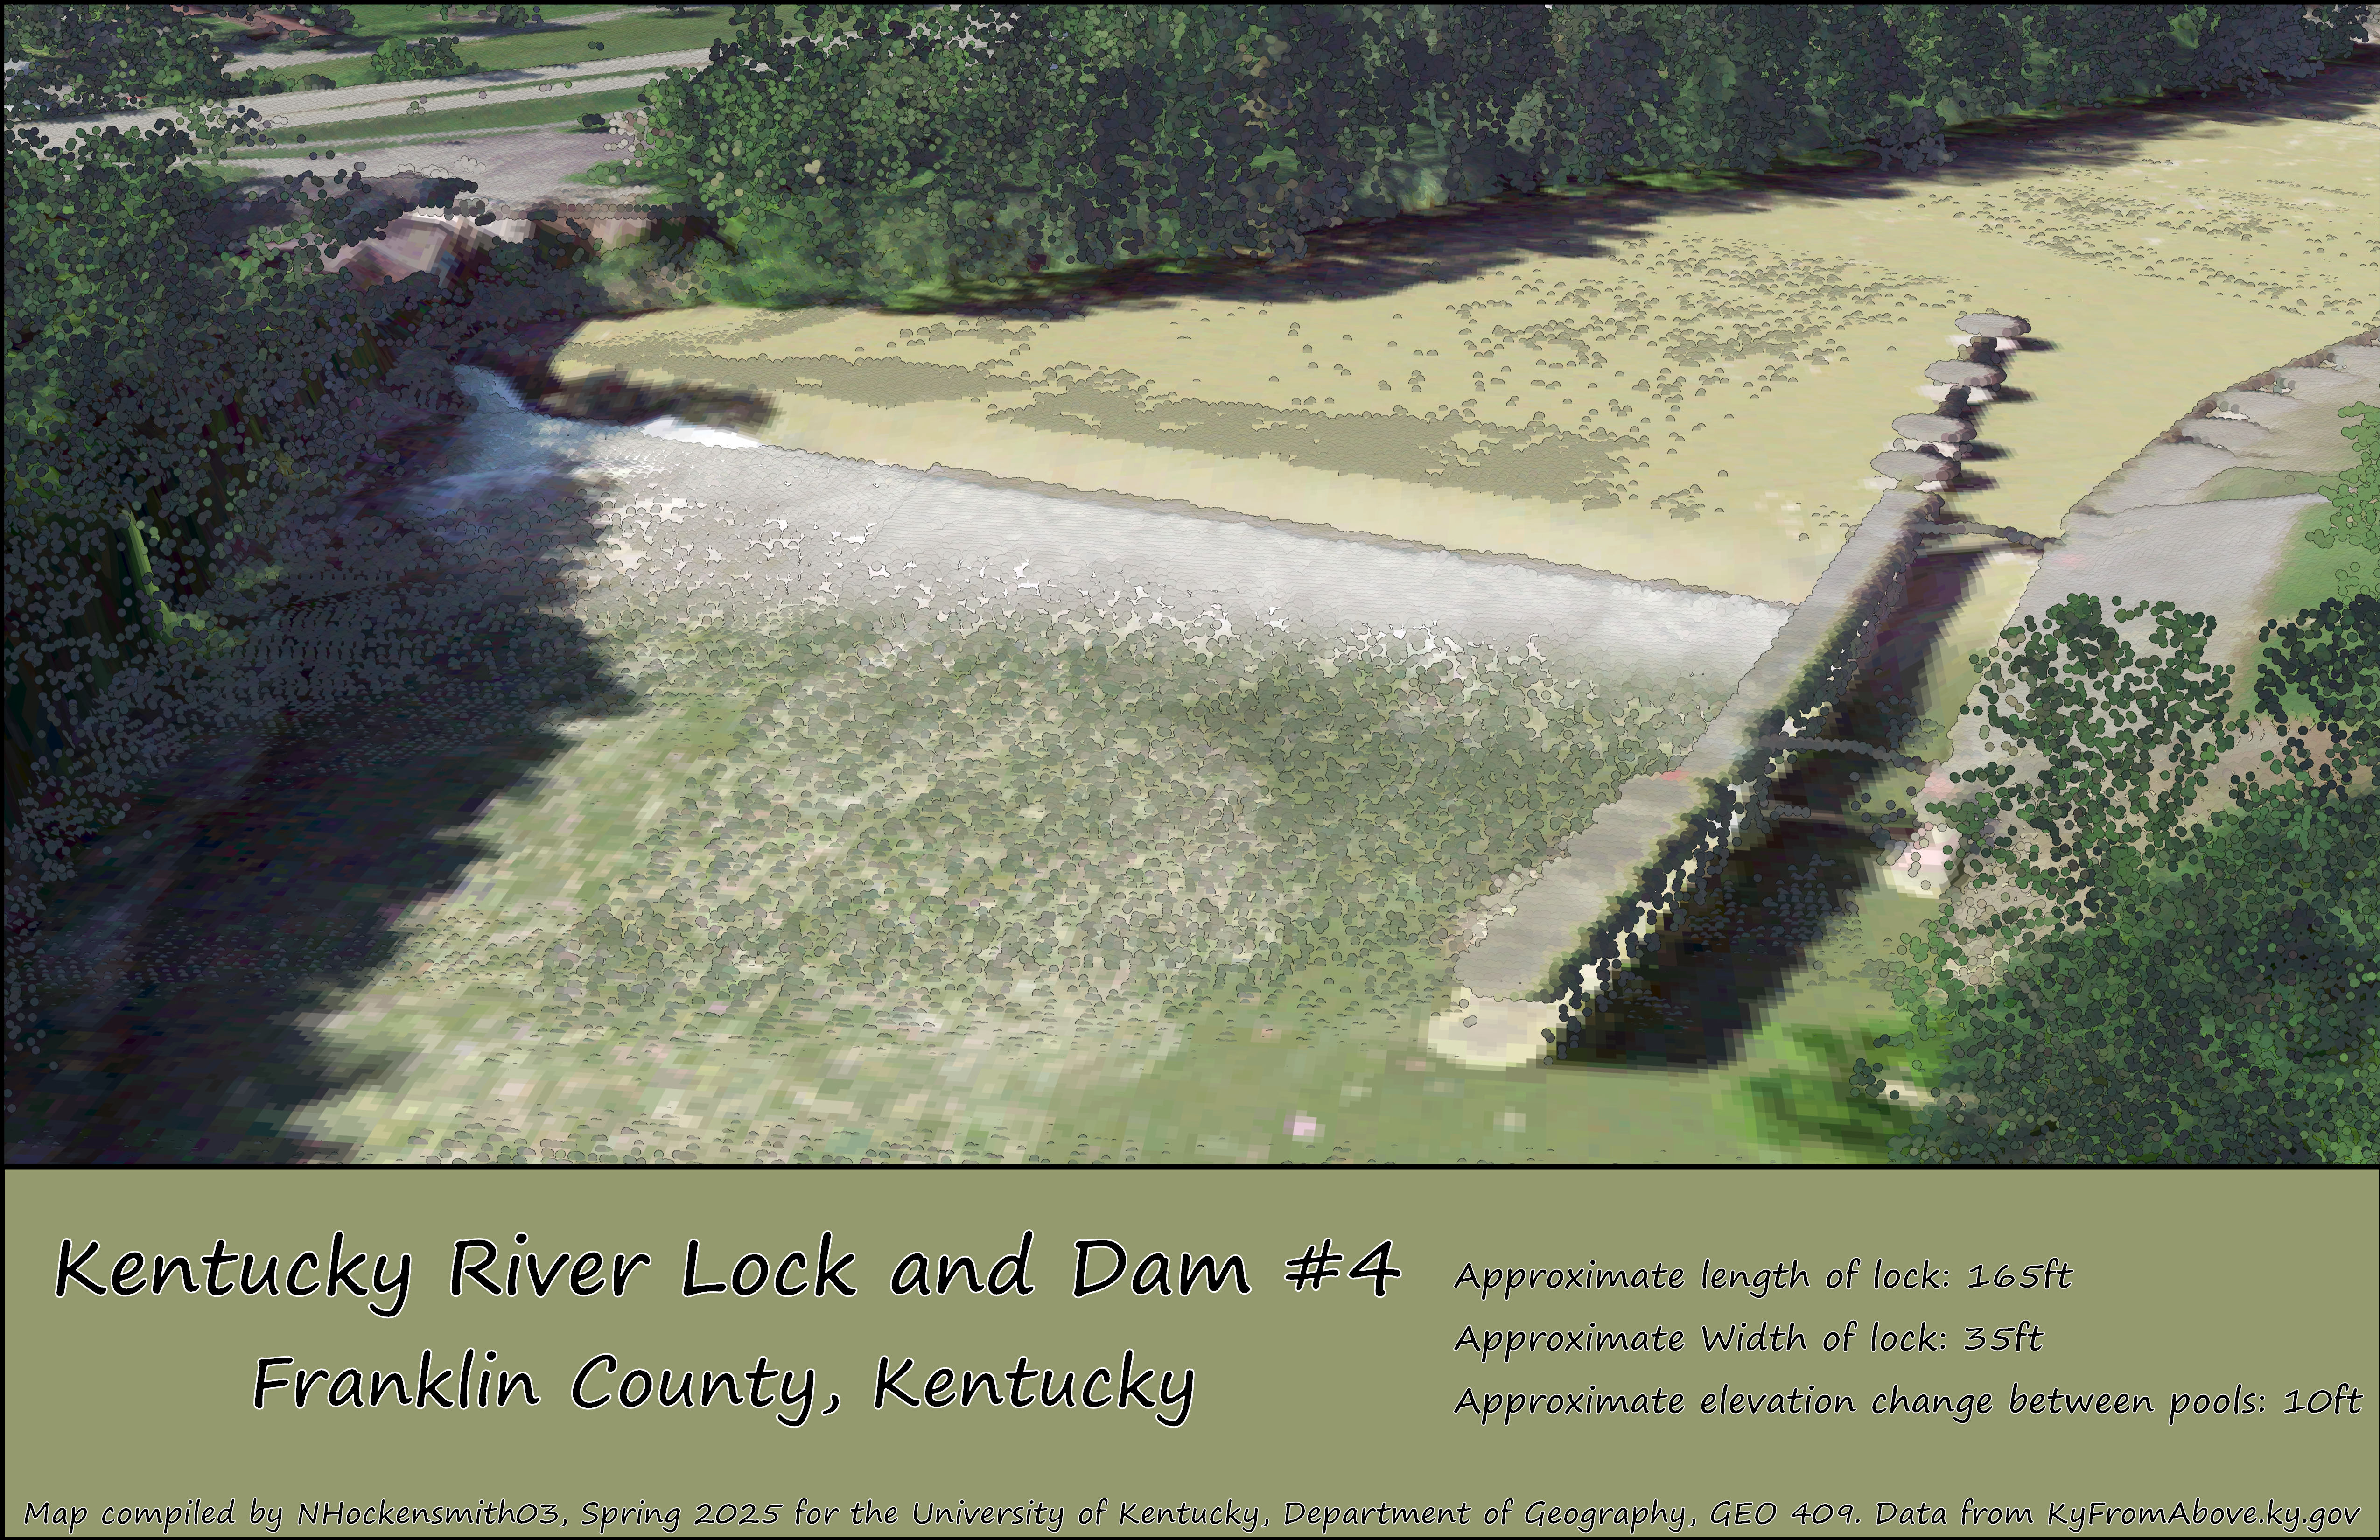 Kentucky River Lock and Dam #4
Franklin County, Kentucky
Approximate length of lock: 165ft
Approximate Width of lock: 35ft
Approximate elevation change between pools: 10ft
Map compiled by NHockensmith03, Spring 2025 for the University of Kentucky, Department of Geography, GEO 409. Data from KyFromAbove.ky.gov